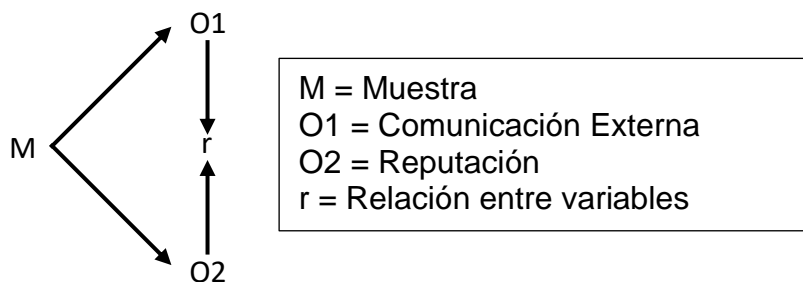 O1
M
r
O2
M = Muestra
O1 = Comunicación Externa
O2 = Reputación
r = Relación entre variables